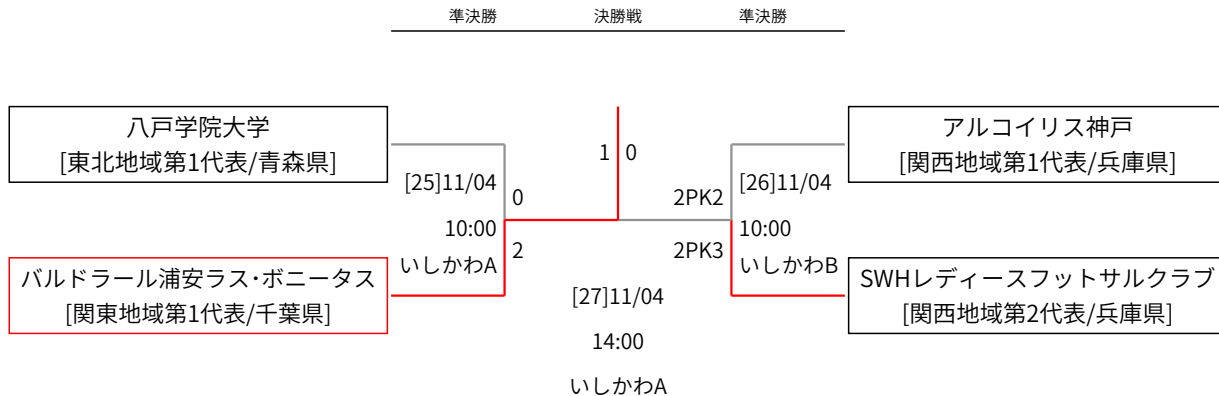 準決勝
決勝戦
準決勝
八戸学院大学
[東北地域第1代表/青森県]
バルドラール浦安ラス・ボニータス
[関東地域第1代表/千葉県]
[25]11/04
10:00
いしかわA
0
2
1
0
[27]11/04
14:00
いしかわA
2PK2
2PK3
[26]11/04
10:00
いしかわB
アルコイリス神戸
[関西地域第1代表/兵庫県]
SWHレディースフットサルクラブ
[関西地域第2代表/兵庫県]